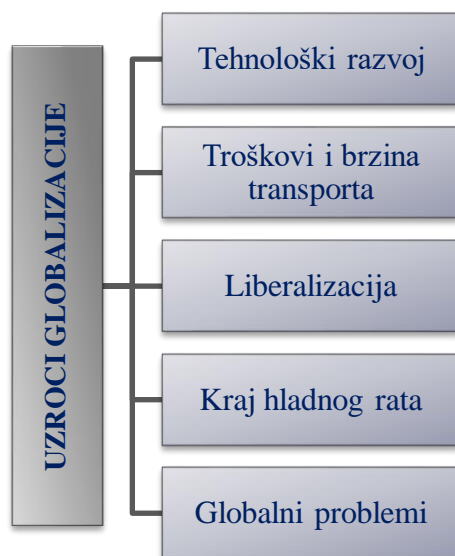 UZROCI GLOBALIZACIJE
Tehnološki razvoj
Troškovi i brzina
transporta
Liberalizacija
Kraj hladnog rata
Globalni problemi